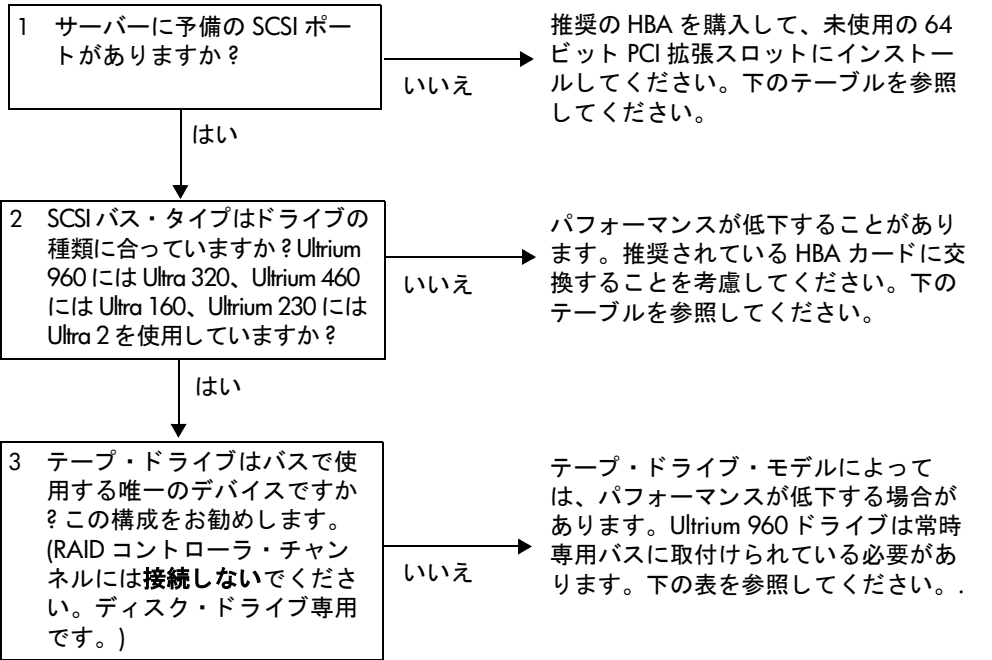 1 サーバーに予備の SCSI ポー
トがありますか ?
いいえ
推奨の HBA を購入して、未使用の 64
ビット PCI 拡張スロットにインストー
ルしてください。下のテーブルを参照
してください。
はい
2 SCSI バス・タイプはドライブの
種類に合っていますか ? Ultrium
960 には Ultra 320、Ultrium 460
には Ultra 160、Ultrium 230 には
Ultra 2 を使用していますか ?
いいえ
パフォーマンスが低下することがあり
ます。推奨されている HBA カードに交
換することを考慮してください。下の
テーブルを参照してください。
はい
3 テープ・ドライブはバスで使
用する唯一のデバイスですか
? この構成をお勧めします。
(RAID コントローラ・チャン
ネルには接続しないでくださ
い。ディスク・ドライブ専用
です。)
いいえ
テープ・ドライブ・モデルによって
は、パフォーマンスが低下する場合が
あります。Ultrium 960 ドライブは常時
専用バスに取付けられている必要があ
ります。下の表を参照してください。.